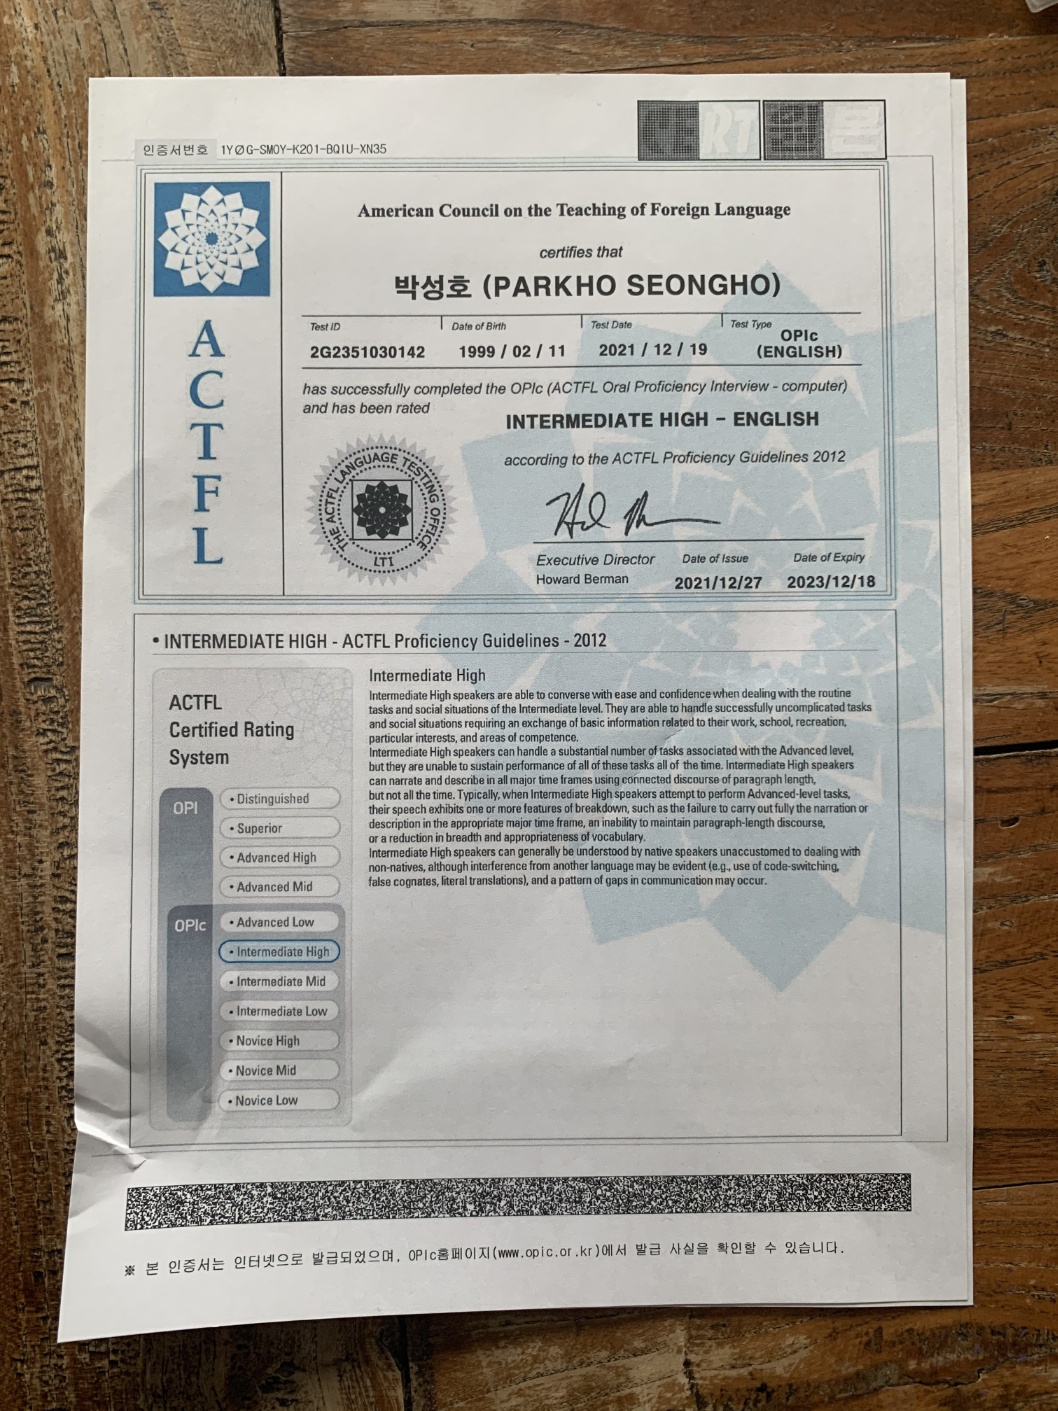 인증서번호 1YØG-SM0Y-K201-BQIU-XN35
American Council on the Teaching of Foreign Language
certifies that
박성호 (PARKHO SEONGHO)
Test ID Date of Birth Test Date Test Type
2G2351030142 1999 / 02 / 11 2021 / 12 / 19 OPIc (ENGLISH)
has successfully completed the OPIc (ACTFL Oral Proficiency Interview - computer)
and has been rated
INTERMEDIATE HIGH - ENGLISH
according to the ACTFL Proficiency Guidelines 2012
ACTFL
THE ACTFL LANGUAGE TESTING OFFICE
LTI
Executive Director Date of Issue Date of Expiry
Howard Berman 2021/12/27 2023/12/18
• INTERMEDIATE HIGH - ACTFL Proficiency Guidelines - 2012
ACTFL
Certified Rating
System
OPI
• Distinguished
• Superior
• Advanced High
• Advanced Mid
OPIc
• Advanced Low
• Intermediate High
• Intermediate Mid
• Intermediate Low
• Novice High
• Novice Mid
• Novice Low
Intermediate High
Intermediate High speakers are able to converse with ease and confidence when dealing with the routine
tasks and social situations of the Intermediate level. They are able to handle successfully uncomplicated tasks
and social situations requiring an exchange of basic information related to their work, school, recreation,
particular interests, and areas of competence.
Intermediate High speakers can handle a substantial number of tasks associated with the Advanced level,
but they are unable to sustain performance of all of these tasks all of the time. Intermediate High speakers
can narrate and describe in all major time frames using connected discourse of paragraph length,
but not all the time. Typically, when Intermediate High speakers attempt to perform Advanced-level tasks,
their speech exhibits one or more features of breakdown, such as the failure to carry out fully the narration or
description in the appropriate major time frame, an inability to maintain paragraph-length discourse,
or a reduction in breadth and appropriateness of vocabulary.
Intermediate High speakers can generally be understood by native speakers unaccustomed to dealing with
non-natives, although interference from another language may be evident (e.g., use of code-switching,
false cognates, literal translations), and a pattern of gaps in communication may occur.
※ 본 인증서는 인터넷으로 발급되었으며, OPIc홈페이지(www.opic.or.kr)에서 발급 사실을 확인할 수 있습니다.